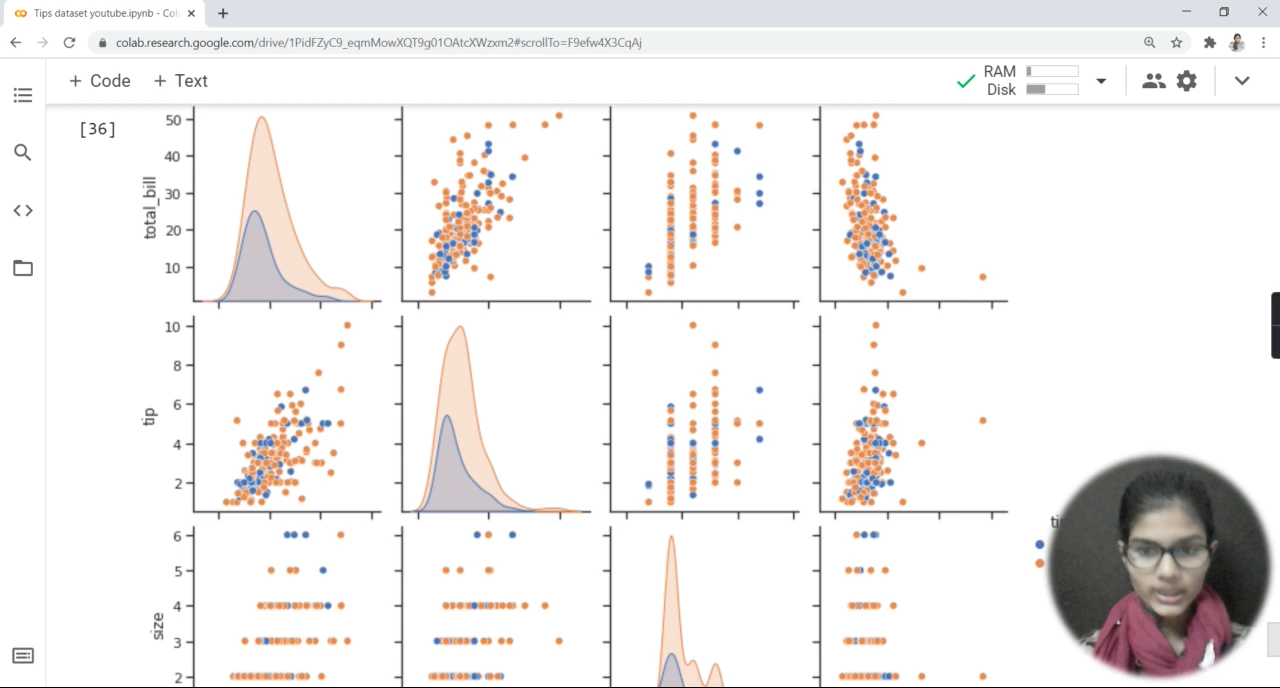 Tips dataset youtube.ipynb - Col
colab.research.google.com/drive/1PidFZyC9_eqmMowXQT9g01OAtcXWzxm2#scrollTo=F9efw4X3CqAj
+ Code + Text
RAM
Disk
[36]
50
40
30
20
10
total_bill
10
8
6
4
2
tip
ti
6
5
4
3
2
size